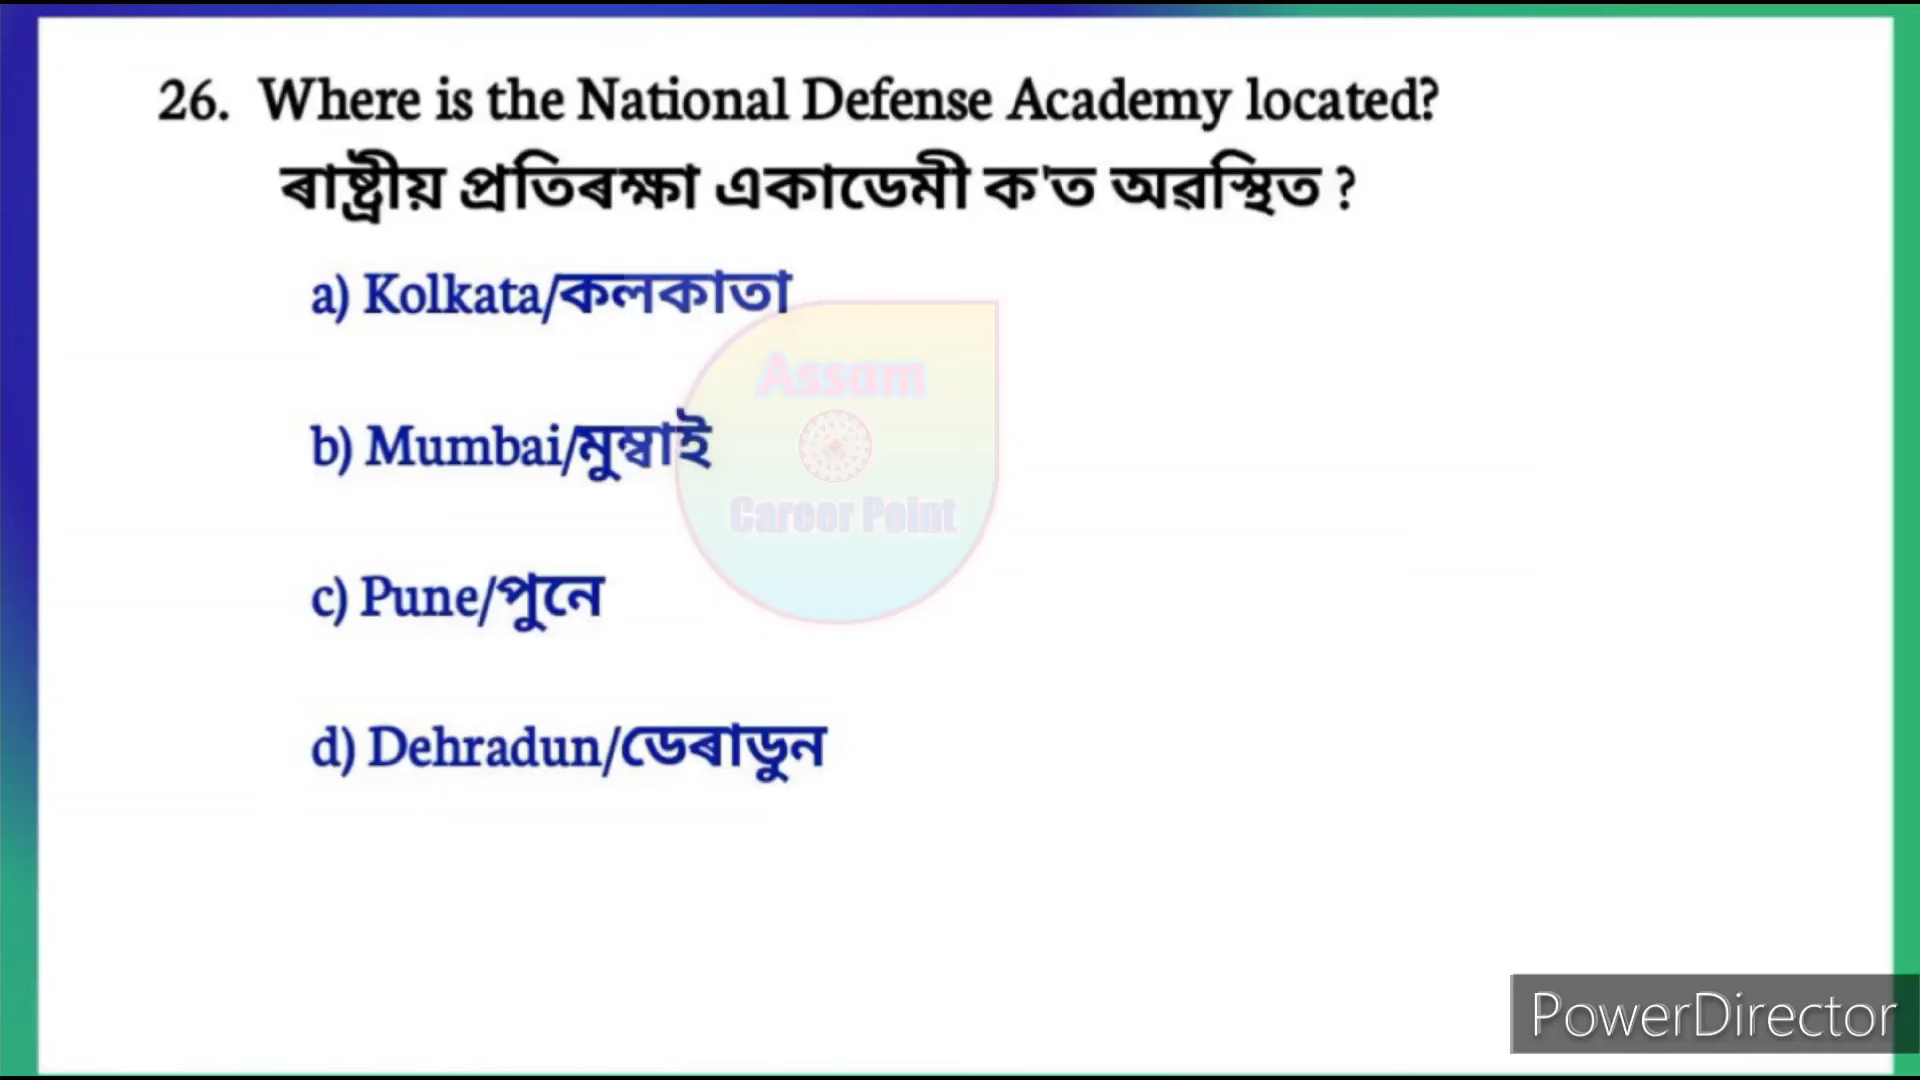 26. Where is the National Defense Academy located?
ৰাষ্ট্ৰীয় প্ৰতিৰক্ষা একাডেমী ক'ত অৱস্থিত ?
a) Kolkata/কলকাতা
Assam
b) Mumbai/মুম্বাই
Career Point
c) Pune/পুনে
d) Dehradun/ডেৰাডুন
PowerDirector